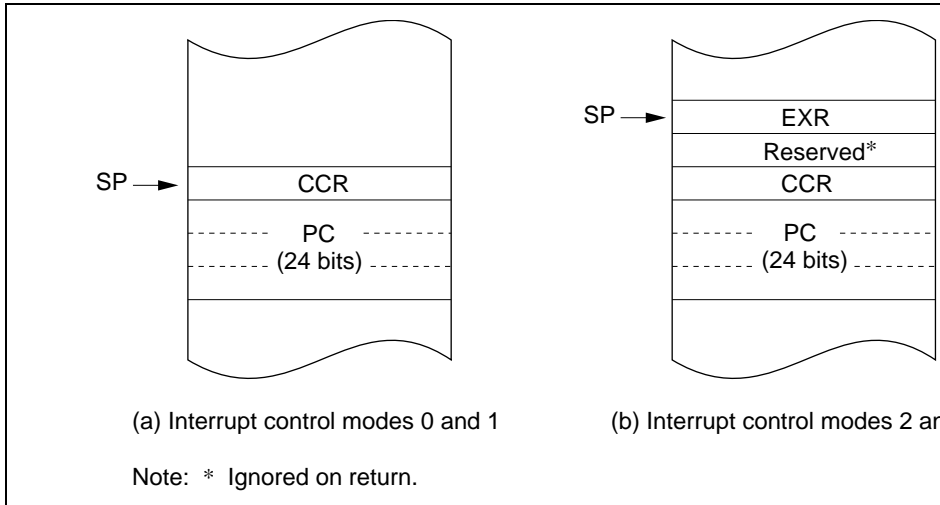 SP
EXR
Reserved*
SP
CCR
CCR
PC
(24 bits)
PC
(24 bits)
(a) Interrupt control modes 0 and 1
(b) Interrupt control modes 2 an
Note: * Ignored on return.